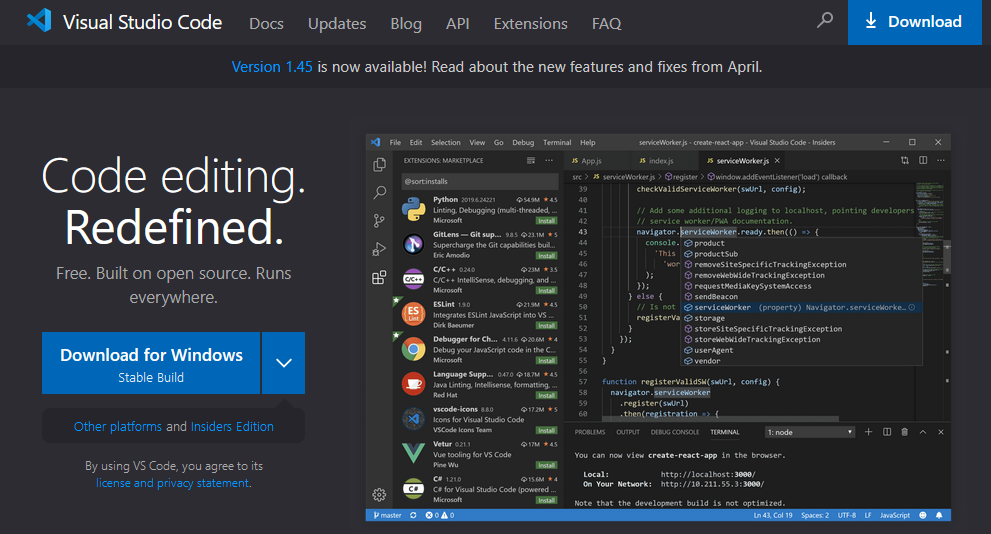 Visual Studio Code Docs Updates Blog API Extensions FAQ Download
Version 1.45 is now available! Read about the new features and fixes from April.
Code editing.
Redefined.
Free. Built on open source. Runs
everywhere.
Download for Windows
Stable Build
Other platforms and Insiders Edition
By using VS Code, you agree to its
license and privacy statement.
File Edit Selection View Go Debug Terminal Help serviceWorker.js - create-react-app - Visual Studio Code - Insiders
EXTENSIONS: MARKETPLACE
@sort:installs
Python 2019.6.24221 54.9M 4.5
Linting, Debugging (multi-threaded, ...
Microsoft Install
GitLens — Git sup... 9.8.5 23.1M 5
Supercharge the Git capabilities buil...
Eric Amodio Install
C/C++ 0.24.0 23M 3.5
C/C++ IntelliSense, debugging, and ...
Microsoft Install
ESLint 1.9.0 21.9M 4.5
Integrates ESLint JavaScript into VS ...
Dirk Baeumer Install
Debugger for Ch... 4.11.6 20.6M 4
Debug your JavaScript code in the C...
Microsoft Install
Language Supp... 0.47.0 18.7M 4.5
Java Linting, Intellisense, formatting, ...
Red Hat Install
vscode-icons 8.8.0 17.2M 5
Icons for Visual Studio Code
VSCode Icons Team Install
Vetur 0.21.1 17M 4.5
Vue tooling for VS Code
Pine Wu Install
C# 1.21.0 15.6M 4
C# for Visual Studio Code (powered ...
Microsoft Install
JS App.js JS index.js JS serviceWorker.js
src > JS serviceWorker.js > register > window.addEventListener('load') callback
39 checkValidServiceWorker(swUrl, config);
40
41 // Add some additional logging to localhost, pointing developers
42 // service worker/PWA documentation.
43 navigator.serviceWorker.ready.then(() => {
44 console.
45 'This
46 'wor
47 );
48 });
49 } else {
50 // Is not
51 registerVa
52 }
53 });
54 }
55 }
56
57 function registerValidSW(swUrl, config) {
58 navigator.serviceWorker
59 .register(swUrl)
60 .then(registration => {
product
productSub
removeSiteSpecificTrackingException
removeWebWideTrackingException
requestMediaKeySystemAccess
sendBeacon
serviceWorker (property) Navigator.serviceWorke...
storage
storeSiteSpecificTrackingException
storeWebWideTrackingException
userAgent
vendor
PROBLEMS OUTPUT DEBUG CONSOLE TERMINAL 1: node
You can now view create-react-app in the browser.
Local: http://localhost:3000/
On Your Network: http://10.211.55.3:3000/
Note that the development build is not optimized.
master 0 0 Ln 43, Col 19 Spaces: 2 UTF-8 LF JavaScript